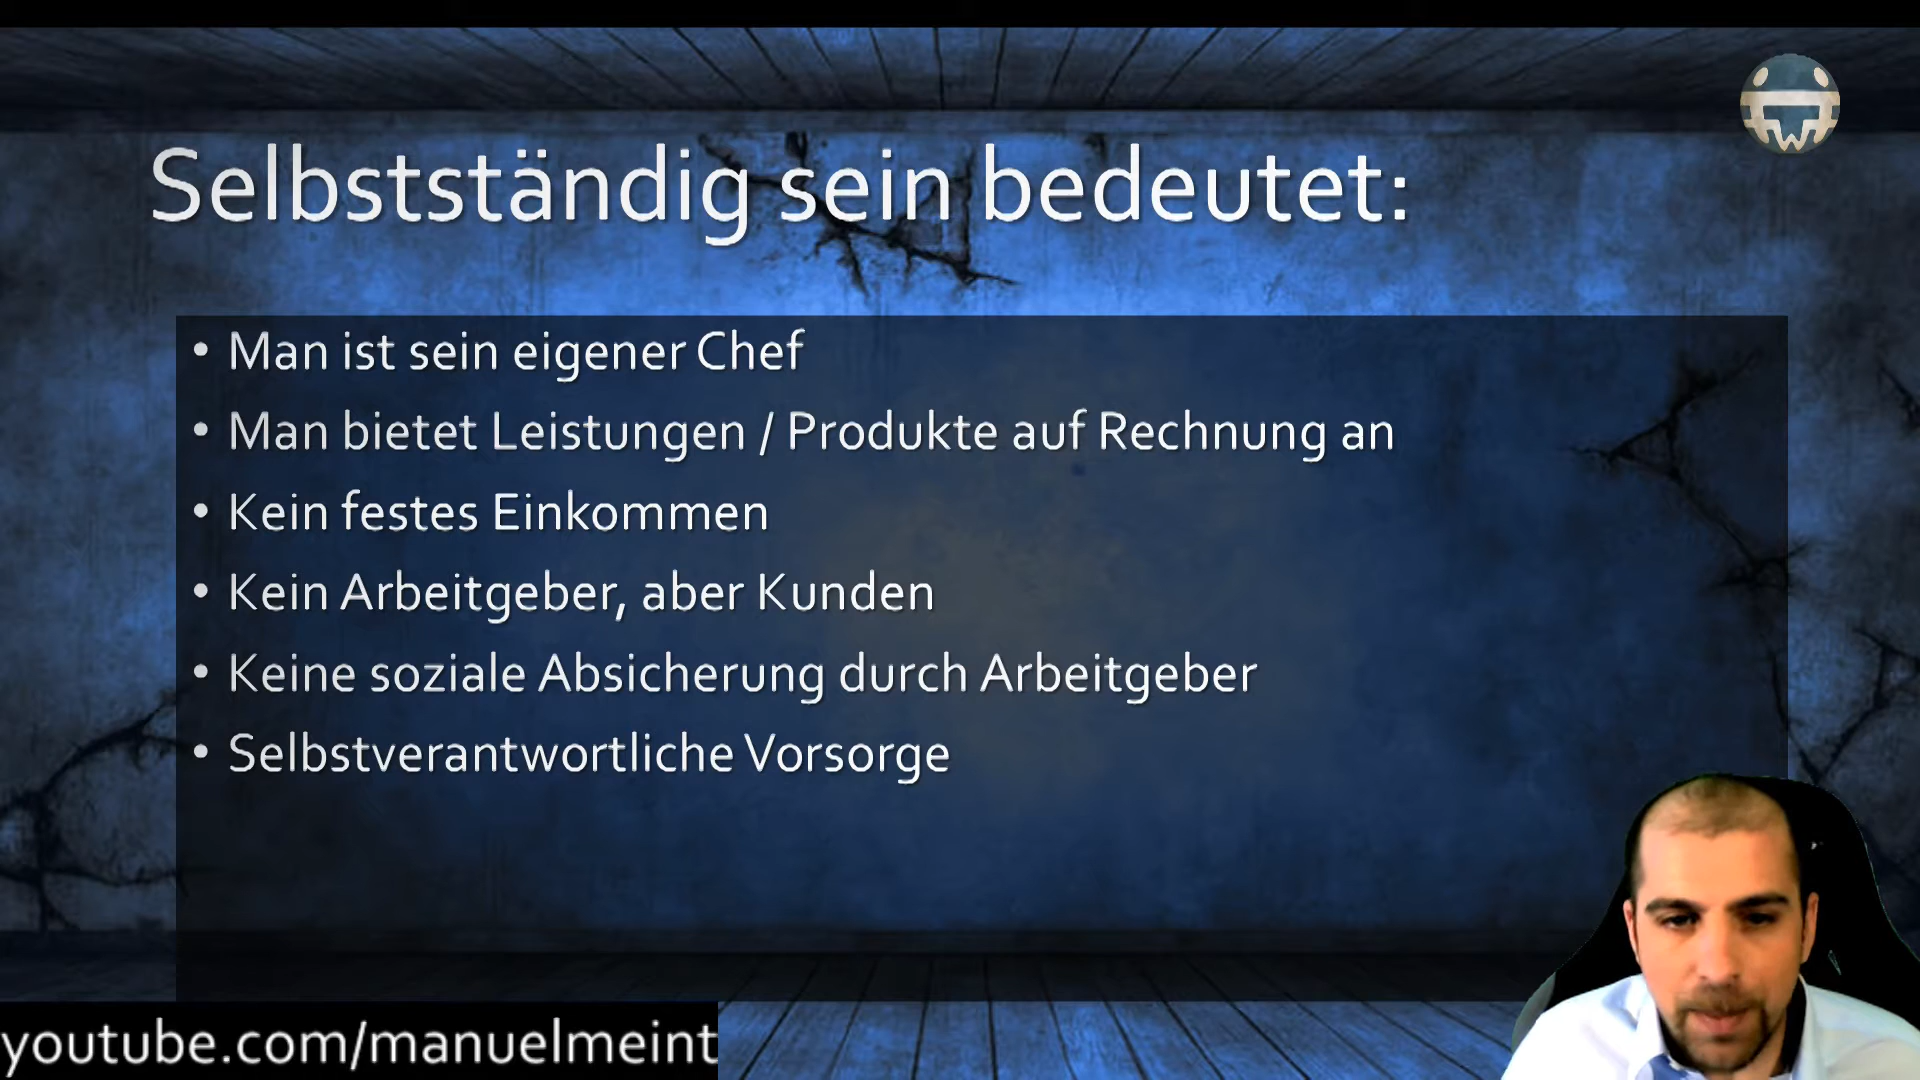 Selbstständig sein bedeutet:
• Man ist sein eigener Chef
• Man bietet Leistungen / Produkte auf Rechnung an
• Kein festes Einkommen
• Kein Arbeitgeber, aber Kunden
• Keine soziale Absicherung durch Arbeitgeber
• Selbstverantwortliche Vorsorge
youtube.com/manuelmeint